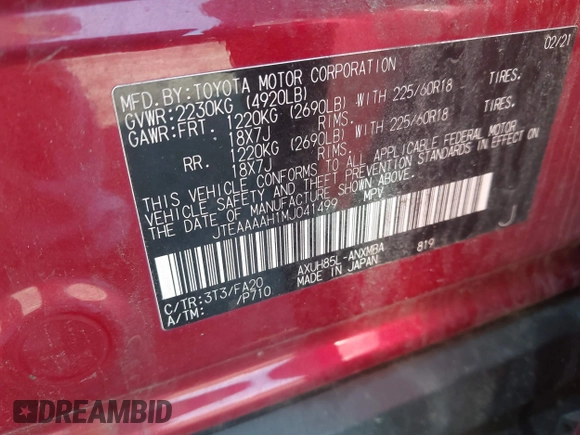 MFD. BY: TOYOTA MOTOR CORPORATION 02/21
GVWR: 2230KG (4920LB)
GAWR: FRT. 1220KG (2690LB) WITH 225/60R18 TIRES.
18X7J RIMS.
RR. 1220KG (2690LB) WITH 225/60R18 TIRES.
18X7J RIMS.
THIS VEHICLE CONFORMS TO ALL APPLICABLE FEDERAL MOTOR
VEHICLE SAFETY AND THEFT PREVENTION STANDARDS IN EFFECT ON
THE DATE OF MANUFACTURE SHOWN ABOVE.
JTEAAAAH1MJ041499 MPV
C/TR: 3T3/FA20 AXUH85L-ANXMBA 819 J
A/TM: /P710 MADE IN JAPAN
DREAMBID